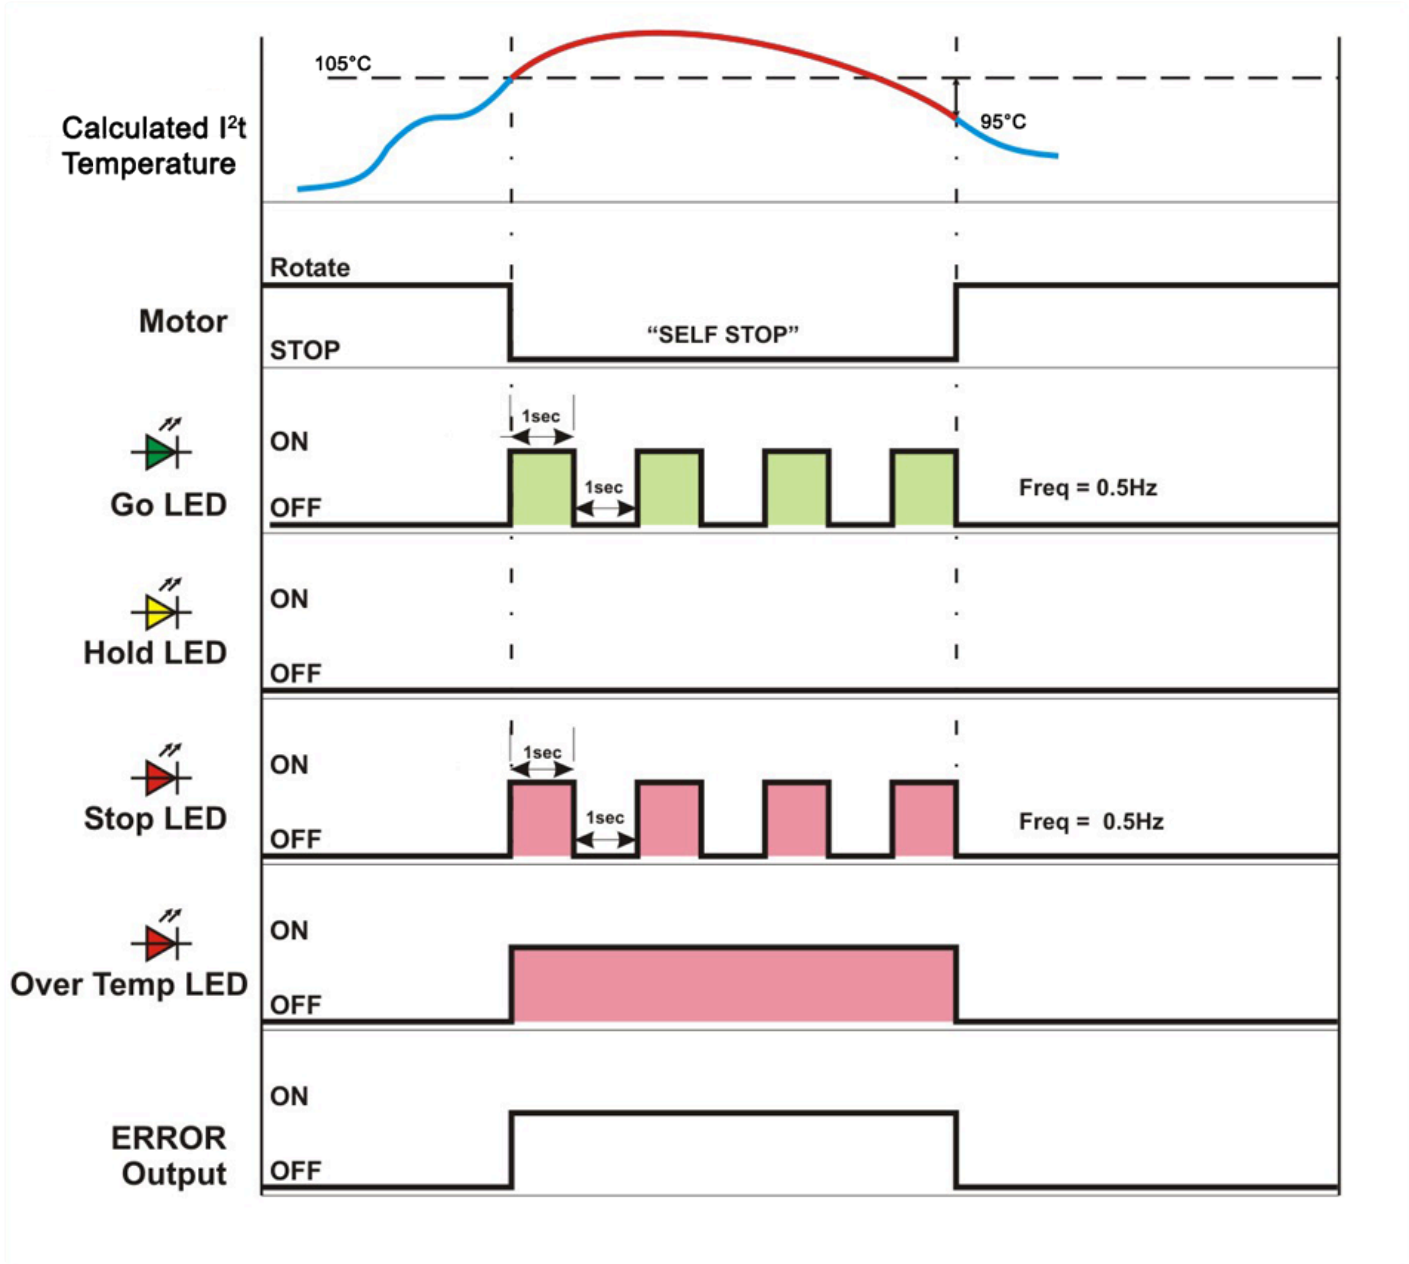 105°C
Calculated I²t
Temperature
95°C
Rotate
Motor
STOP
“SELF STOP”
1sec
ON
1sec
Go LED
OFF
Freq = 0.5Hz
ON
Hold LED
OFF
1sec
ON
1sec
Stop LED
OFF
Freq = 0.5Hz
ON
Over Temp LED
OFF
ON
ERROR
Output
OFF